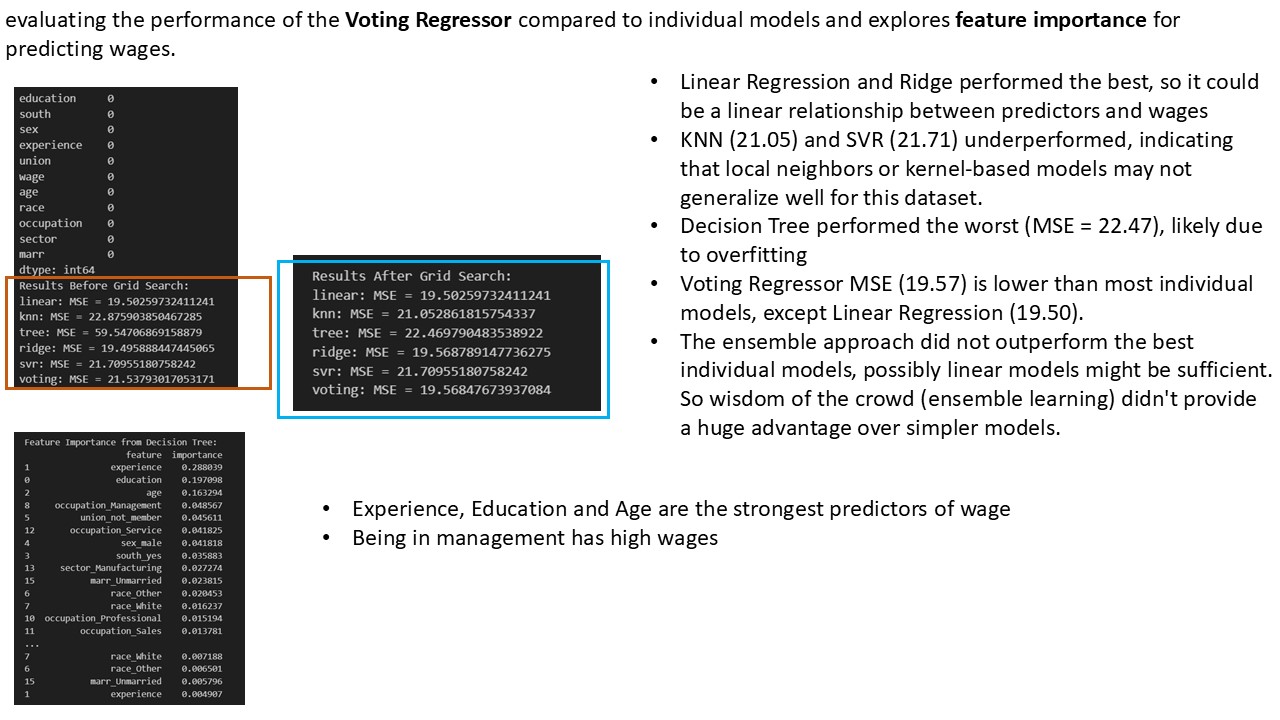 evaluating the performance of the Voting Regressor compared to individual models and explores feature importance for
predicting wages.
education 0
south 0
sex 0
experience 0
union 0
wage 0
age 0
race 0
occupation 0
sector 0
marr 0
dtype: int64
Results Before Grid Search:
linear: MSE = 19.50259732411241
knn: MSE = 22.875903850467285
tree: MSE = 59.54706869158879
ridge: MSE = 19.495888447445065
svr: MSE = 21.70955180758242
voting: MSE = 21.53793017053171
Results After Grid Search:
linear: MSE = 19.50259732411241
knn: MSE = 21.052861815754337
tree: MSE = 22.469790483538922
ridge: MSE = 19.568789147736275
svr: MSE = 21.70955180758242
voting: MSE = 19.56847673937084
• Linear Regression and Ridge performed the best, so it could
be a linear relationship between predictors and wages
• KNN (21.05) and SVR (21.71) underperformed, indicating
that local neighbors or kernel-based models may not
generalize well for this dataset.
• Decision Tree performed the worst (MSE = 22.47), likely due
to overfitting
• Voting Regressor MSE (19.57) is lower than most individual
models, except Linear Regression (19.50).
• The ensemble approach did not outperform the best
individual models, possibly linear models might be sufficient.
So wisdom of the crowd (ensemble learning) didn't provide
a huge advantage over simpler models.
Feature Importance from Decision Tree:
feature importance
1 experience 0.288039
0 education 0.197098
2 age 0.163294
8 occupation_Management 0.048567
5 union_not_member 0.045611
12 occupation_Service 0.041825
4 sex_male 0.041818
3 south_yes 0.035883
13 sector_Manufacturing 0.027274
15 marr_Unmarried 0.023815
6 race_Other 0.020453
7 race_White 0.016237
10 occupation_Professional 0.015194
11 occupation_Sales 0.013781
...
7 race_White 0.007188
6 race_Other 0.006501
15 marr_Unmarried 0.005796
1 experience 0.004907
• Experience, Education and Age are the strongest predictors of wage
• Being in management has high wages